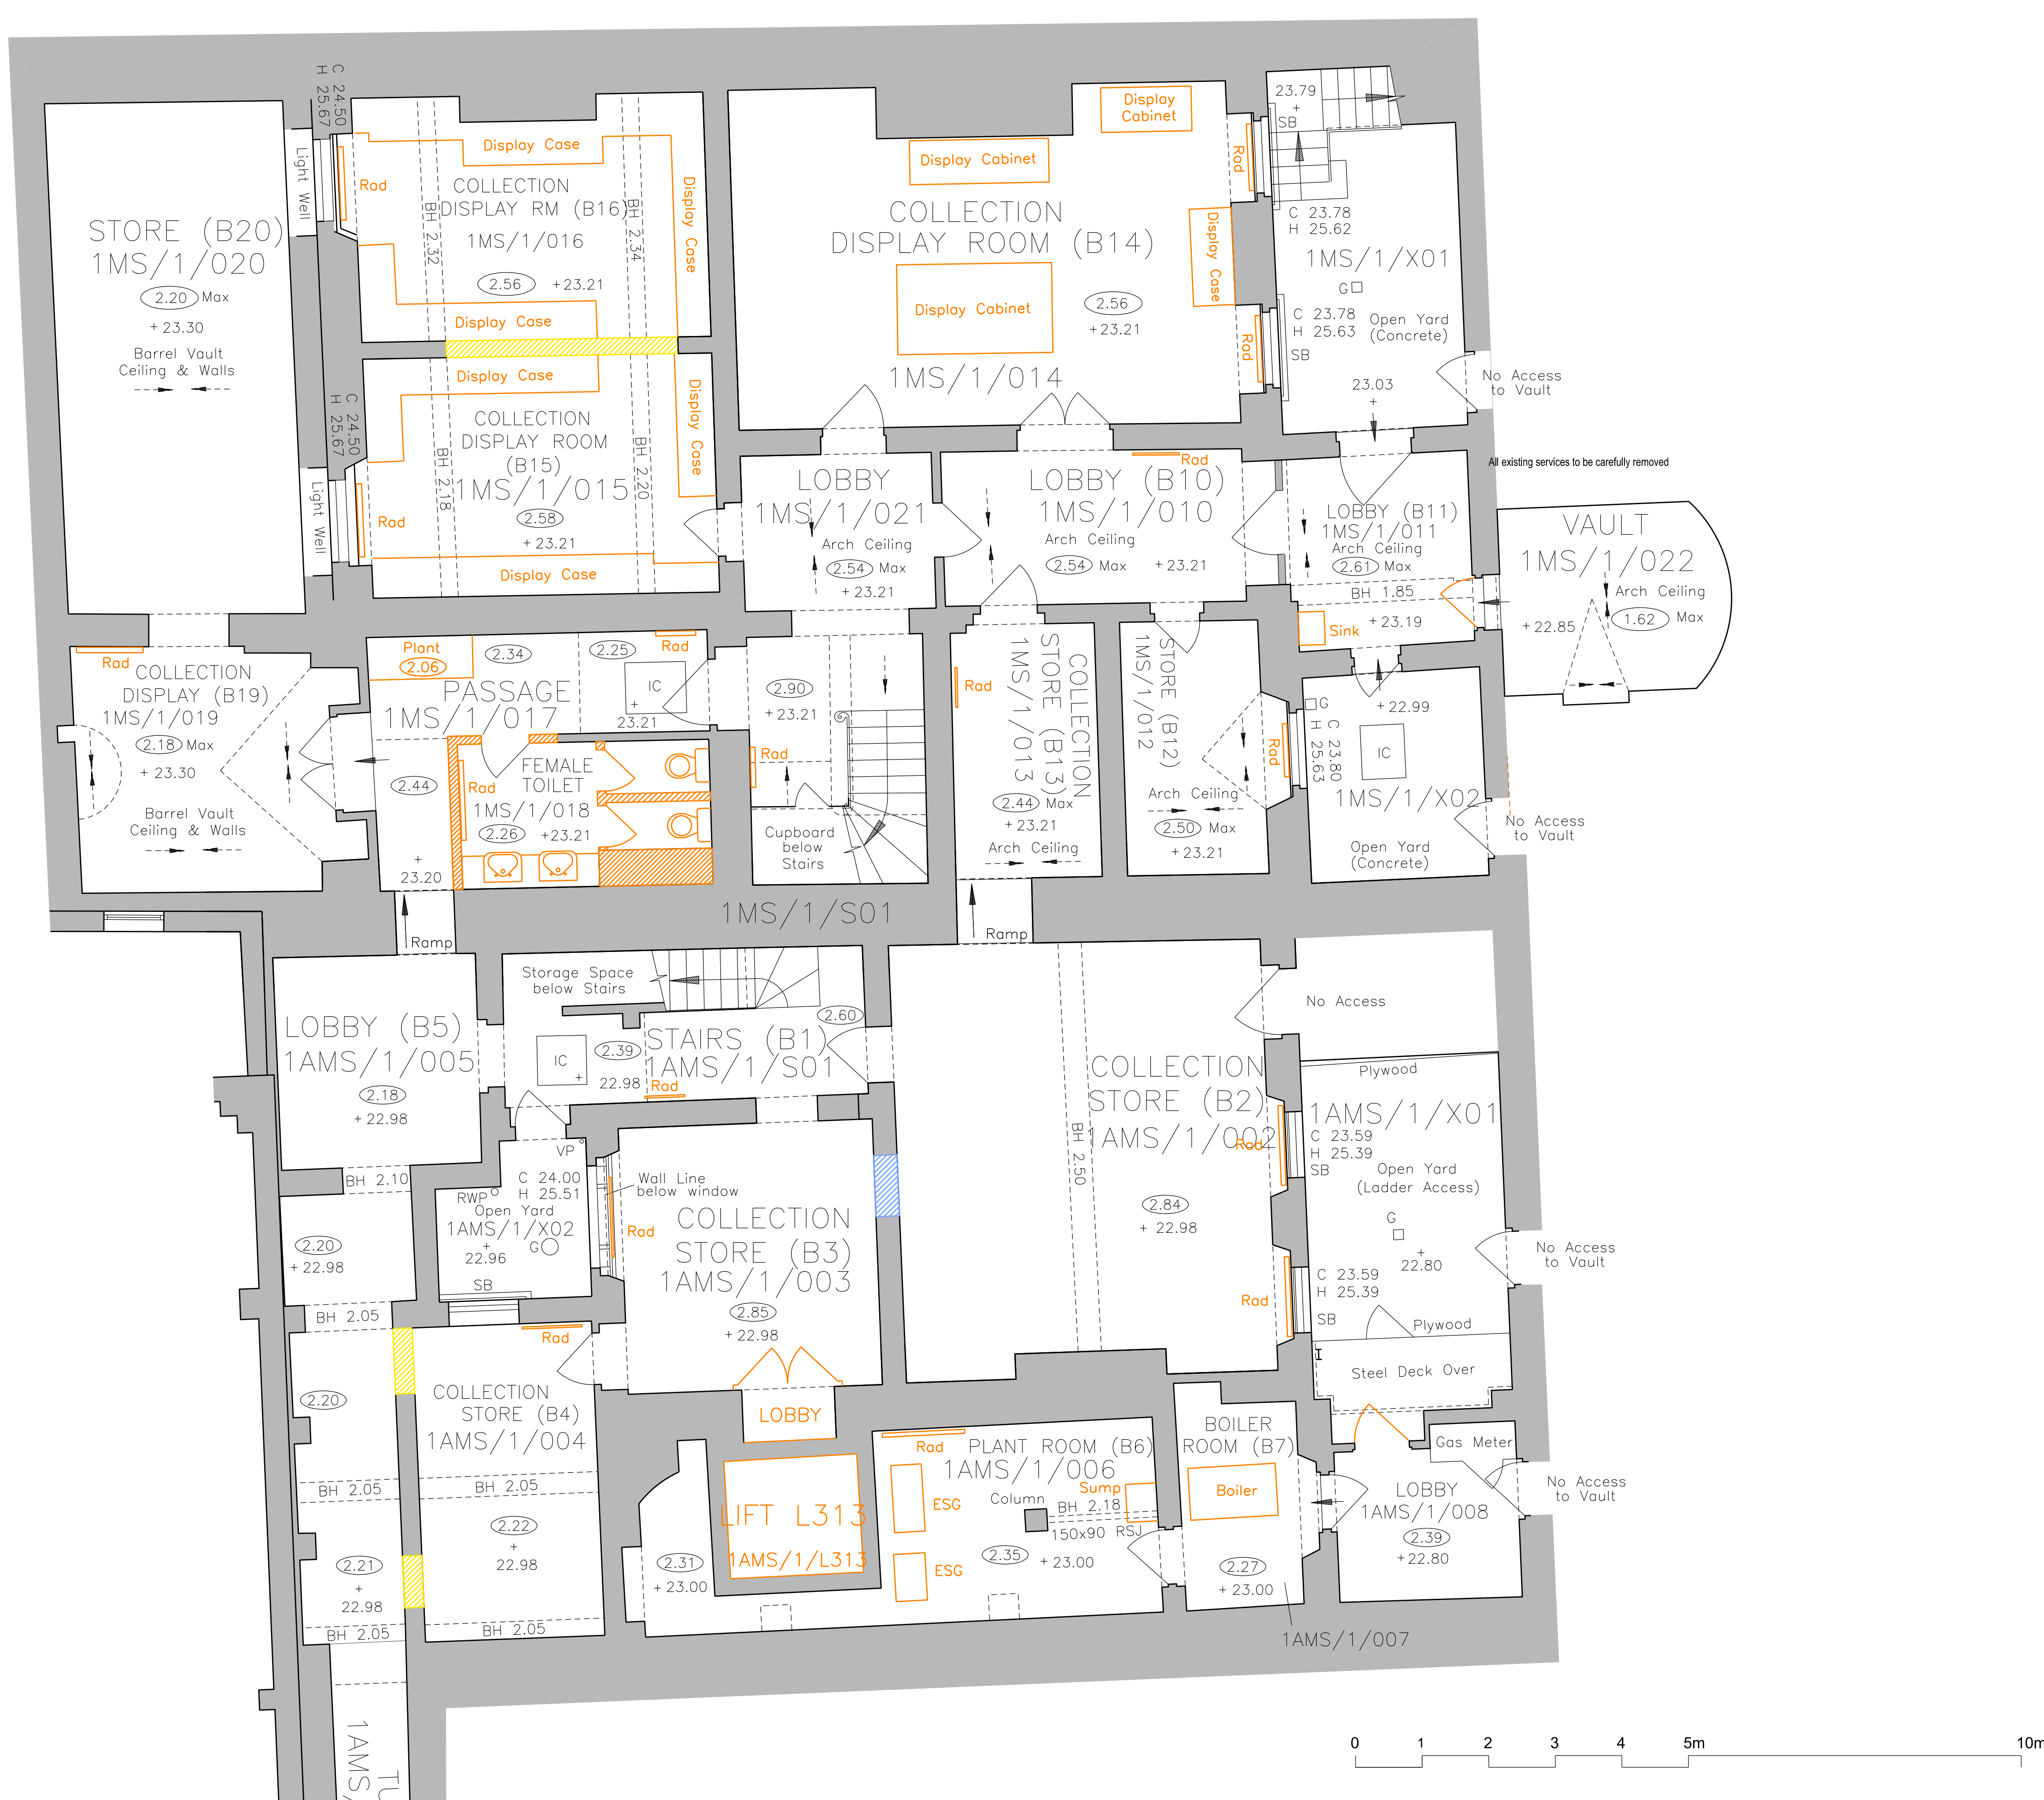 C 24.50
H 25.67
Light Well
STORE (B20)
1MS/1/020
2.20 Max
+ 23.30
Barrel Vault
Ceiling & Walls
Rad
Display Case
COLLECTION
DISPLAY RM (B16)
1MS/1/016
BH 2.32
BH 2.34
2.56 +23.21
Display Case
Display Case
C 24.50
H 25.67
Light Well
Display Case
Display Case
COLLECTION
DISPLAY ROOM
(B15)
1MS/1/015
BH 2.18
BH 2.20
Rad
2.58
+ 23.21
Display Case
Display Cabinet
Display
Cabinet
COLLECTION
DISPLAY ROOM (B14)
Display Case
Display Cabinet
2.56
+23.21
1MS/1/014
Rad
Rad
23.79
+
SB
C 23.78
H 25.62
1MS/1/X01
G
C 23.78
H 25.63
SB
Open Yard
(Concrete)
23.03
+
No Access
to Vault
All existing services to be carefully removed
LOBBY
1MS/1/021
Arch Ceiling
2.54 Max
+ 23.21
Rad
LOBBY (B10)
1MS/1/010
Arch Ceiling
2.54 Max +23.21
LOBBY (B11)
1MS/1/011
Arch Ceiling
2.61 Max
BH 1.85
+23.19
Sink
VAULT
1MS/1/022
Arch Ceiling
1.62 Max
+22.85
Rad
COLLECTION
DISPLAY (B19)
1MS/1/019
2.18 Max
+ 23.30
Barrel Vault
Ceiling & Walls
Plant
2.06
2.34
2.25
Rad
IC
+
23.21
PASSAGE
1MS/1/017
2.44
+
23.20
FEMALE
TOILET
Rad
1MS/1/018
2.26 +23.21
2.90
+23.21
Rad
Cupboard
below
Stairs
Rad
COLLECTION
STORE (B13)
1MS/1/013
2.44 Max
+ 23.21
Arch Ceiling
STORE (B12)
1MS/1/012
Arch Ceiling
2.50 Max
+ 23.21
Rad
G
C 23.80
H 25.63
+22.99
IC
1MS/1/X02
Open Yard
(Concrete)
No Access
to Vault
1MS/1/S01
Ramp
Ramp
Storage Space
below Stairs
LOBBY (B5)
1AMS/1/005
2.18
+ 22.98
IC
+
2.39
22.98
2.60
STAIRS (B1)
1AMS/1/S01
Rad
No Access
COLLECTION
STORE (B2)
1AMS/1/002
BH 2.50
2.84
+ 22.98
Rad
Rad
Plywood
1AMS/1/X01
C 23.59
H 25.39
SB
Open Yard
(Ladder Access)
G
+
22.80
C 23.59
H 25.39
SB
Plywood
Steel Deck Over
No Access
to Vault
BH 2.10
VP
RWP
C 24.00
H 25.51
Open Yard
1AMS/1/X02
+
22.96
G
SB
Wall Line
below window
Rad
COLLECTION
STORE (B3)
1AMS/1/003
2.85
+ 22.98
2.20
+ 22.98
BH 2.05
2.20
Rad
COLLECTION
STORE (B4)
1AMS/1/004
BH 2.05
BH 2.05
2.22
+
22.98
2.21
+
22.98
BH 2.05
BH 2.05
LOBBY
LIFT L313
1AMS/1/L313
2.31
+ 23.00
Rad
PLANT ROOM (B6)
1AMS/1/006
ESG
Column
BH 2.18
Sump
150x90 RSJ
2.35
+ 23.00
ESG
BOILER
ROOM (B7)
Boiler
2.27
+ 23.00
1AMS/1/007
Gas Meter
LOBBY
1AMS/1/008
2.39
+22.80
No Access
to Vault
TU
1AMS/
0 1 2 3 4 5m 10m